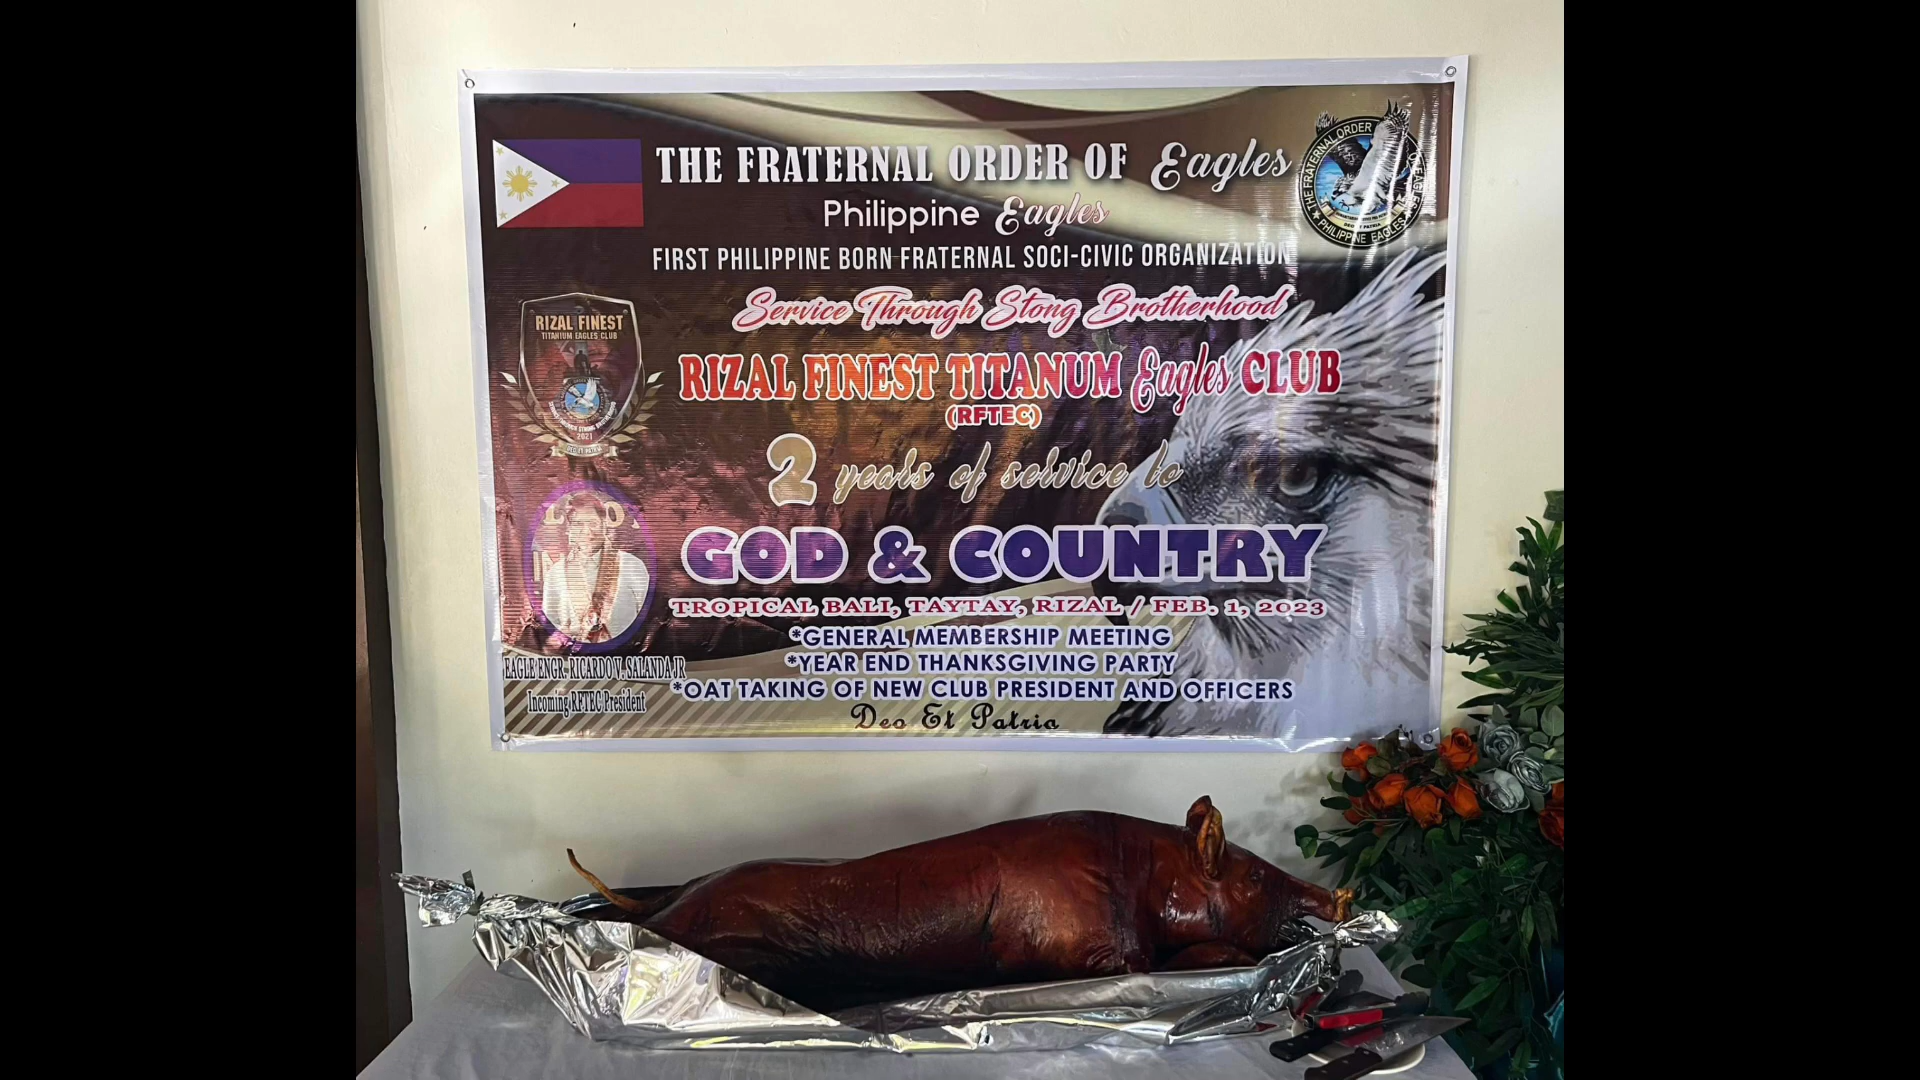 THE FRATERNAL ORDER OF Eagles
Philippine Eagles
FIRST PHILIPPINE BORN FRATERNAL SOCI-CIVIC ORGANIZATION
THE FRATERNAL ORDER OF EAGLES
PHILIPPINE EAGLES
Service Through Stong Brotherhood
RIZAL FINEST TITANUM Eagles CLUB
(RFTEC)
RIZAL FINEST
TITANIUM EAGLES CLUB
2021
2 years of service to
GOD & COUNTRY
TROPICAL BALI, TAYTAY, RIZAL / FEB. 1, 2023
*GENERAL MEMBERSHIP MEETING
*YEAR END THANKSGIVING PARTY
*OAT TAKING OF NEW CLUB PRESIDENT AND OFFICERS
Deo Et Patria
EAGLE ENGR. RICARDO V. SALANDA JR
Incoming RFTEC President